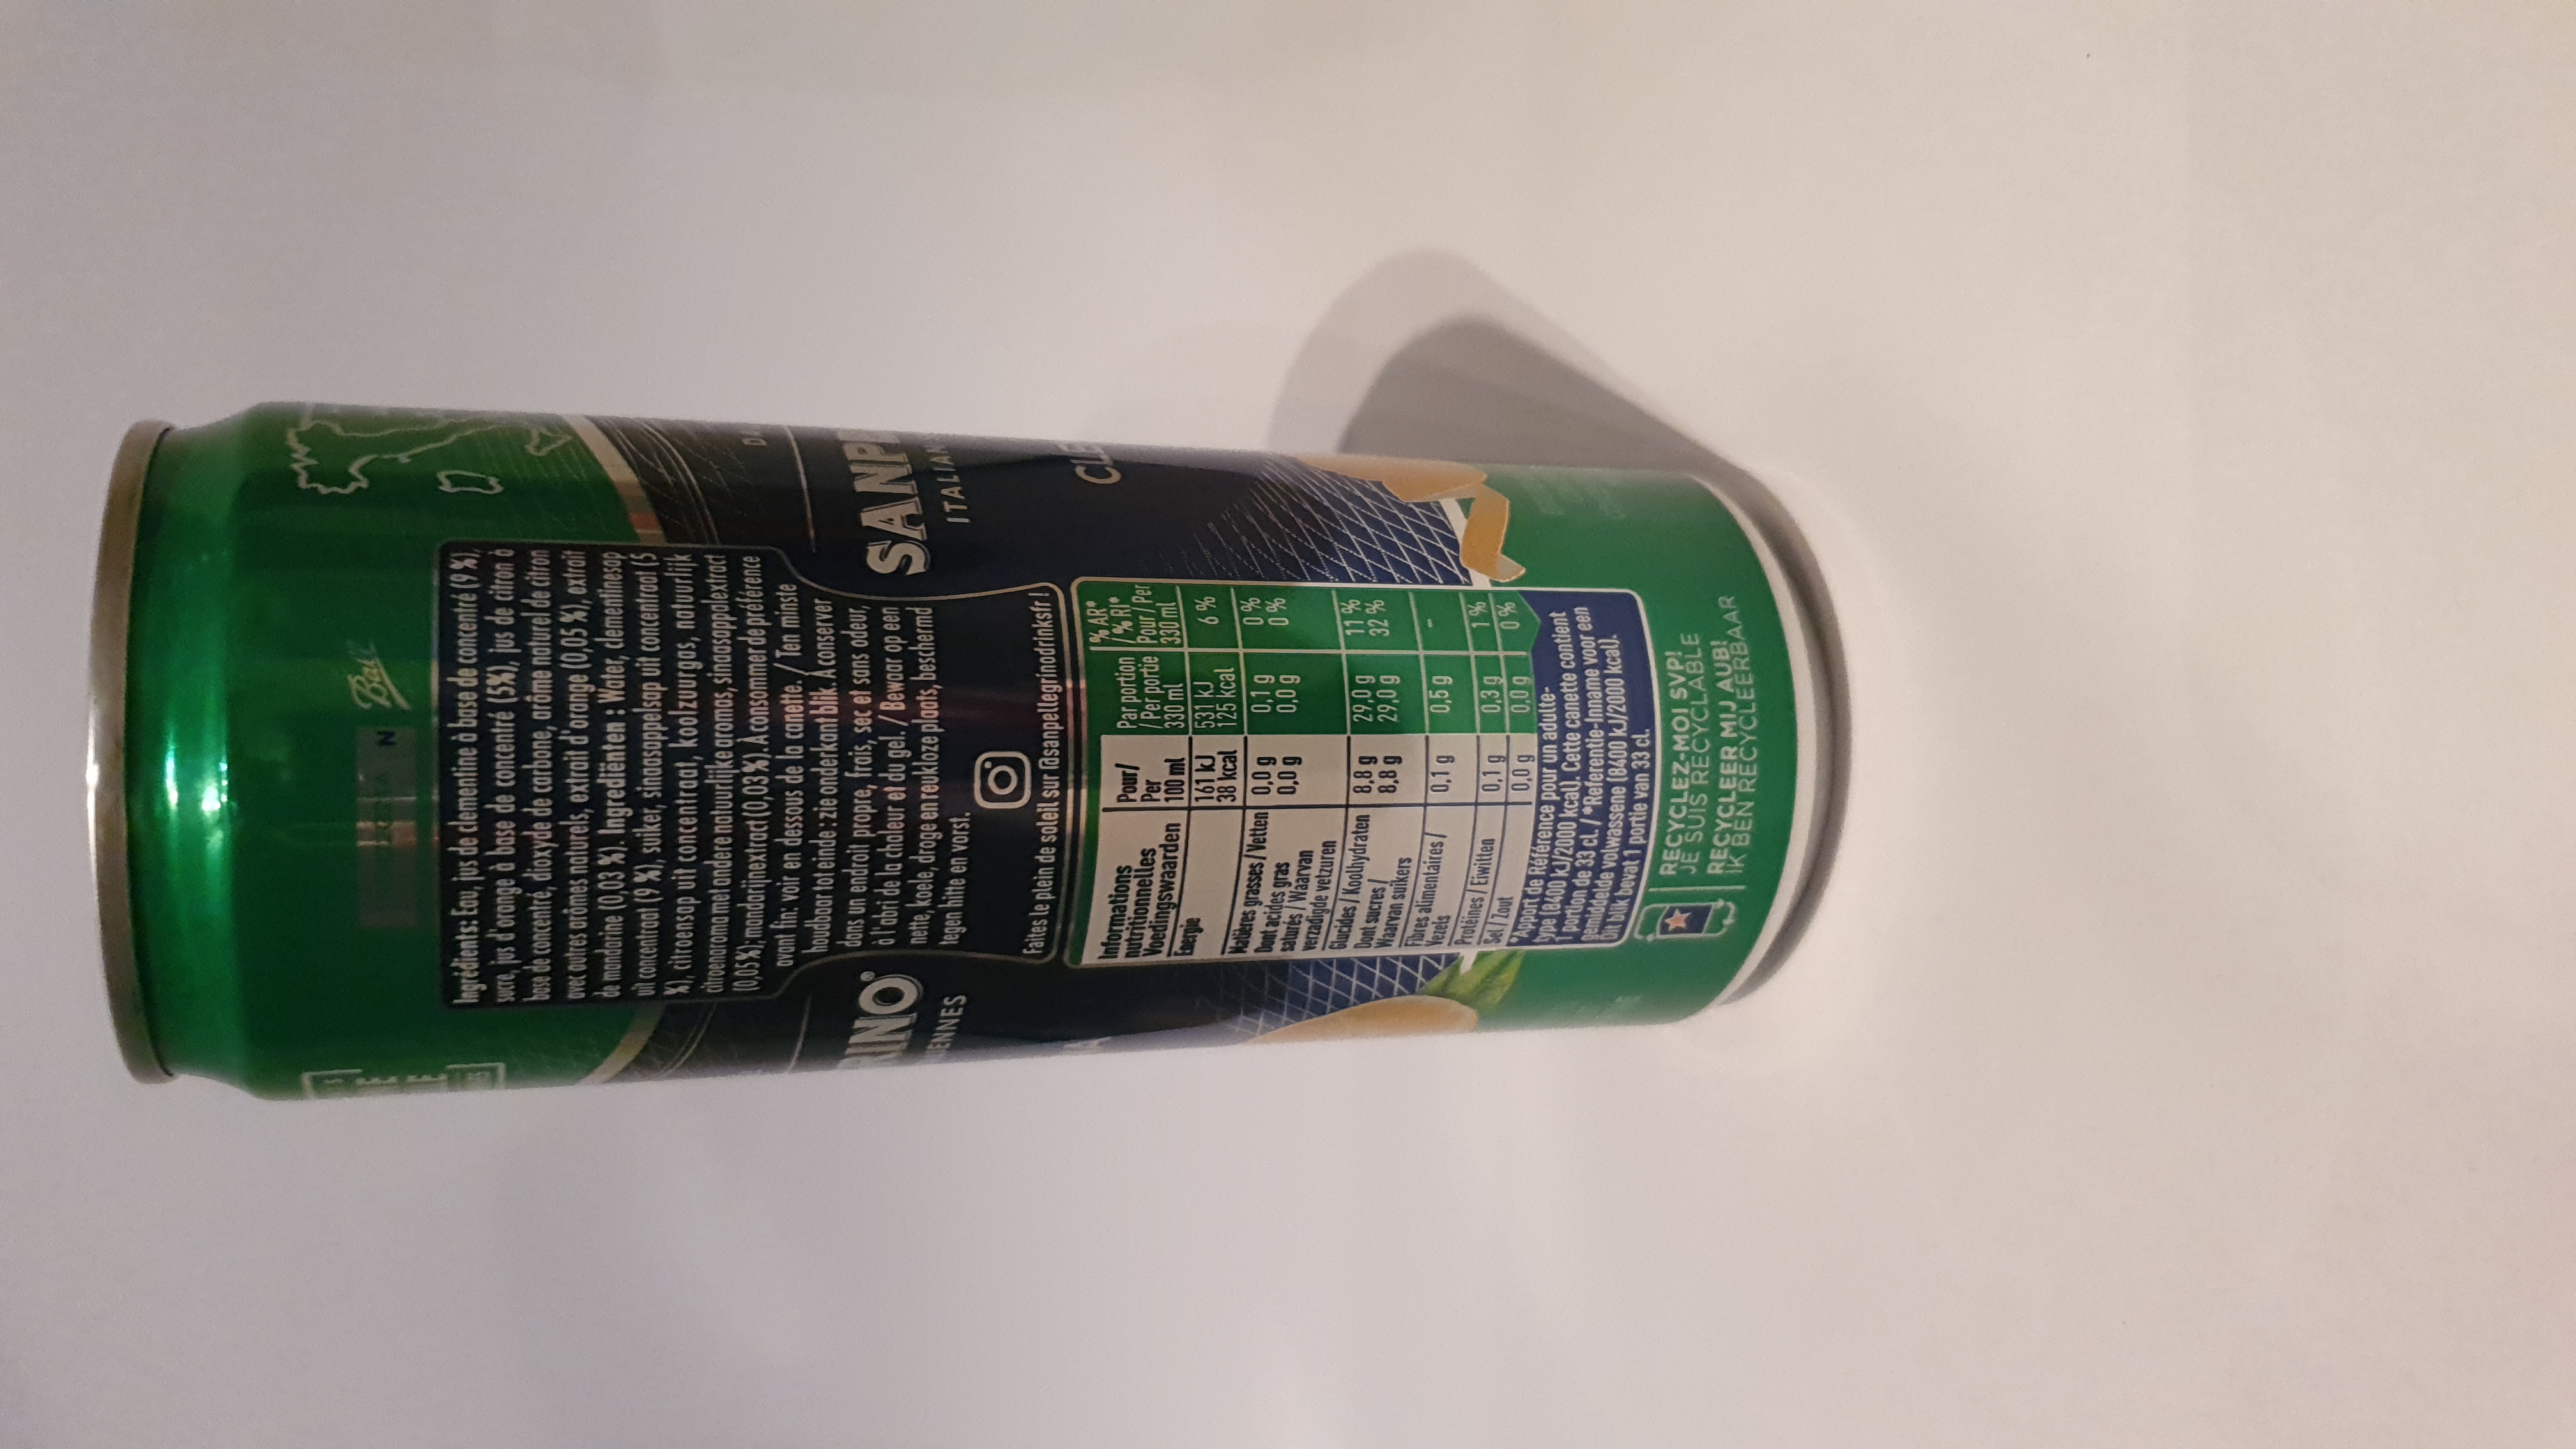 Ball
N
Ingrédients: Eau, jus de clementine à base de concentré (9 %),
sucre, jus d'orange à base de concentré (5%), jus de citron à
base de concentré, dioxyde de carbone, arôme naturel de citron
avec autres arômes naturels, extrait d'orange (0,05 %), extrait
de mandarine (0,03 %). Ingrediënten : Water, clementinesap
uit concentraat (9 %), suiker, sinaasappelsap uit concentraat (5
%), citroensap uit concentraat, koolzuurgas, natuurlijk
citroenaroma met andere natuurlijke aromas, sinaasappalextract
(0,05%); mandarijnextract (0,03%). À consommer de préférence
avant fin: voir en dessous de la canette. / Ten minste
houdbaar tot einde : zie onderkant blik. À conserver
dans un endroit propre, frais, sec et sans odeur,
à l'abri de la chaleur et du gel. / Bewaar op een
nette, koele, droge en reukloze plaats, beschermd
tegen hitte en vorst.
Faites le plein de soleil sur @sanpellegrinodrinksfr !
RINO®
ENNES
A
SANP
ITALIAN
CLE
Informations
nutritionnelles
Voedingswaarden
Pour/
Per
100 ml
Par portion
/ Per portie
330 ml
% AR*
/ % RI*
Pour / Per
330 ml
Energie
161 kJ 531 kJ 6 %
38 kcal 125 kcal
Matières grasses / Vetten 0,0 g 0,1 g 0 %
Dont acides gras 0,0 g 0,0 g 0 %
saturés / Waarvan
verzadigde vetzuren
Glucides / Koolhydraten 8,8 g 29,0 g 11 %
Dont sucres / 8,8 g 29,0 g 32 %
Waarvan suikers
Fibres alimentaires / 0,1 g 0,5 g -
Vezels
Protéines / Eiwitten 0,1 g 0,3 g 1 %
Sel / Zout 0,0 g 0,0 g 0 %
*Apport de Référence pour un adulte-
type (8400 kJ/2000 kcal). Cette canette contient
1 portion de 33 cl. / *Referentie-Inname voor een
gemiddelde volwassene (8400 kJ/2000 kcal).
Dit blik bevat 1 portie van 33 cl.
RECYCLEZ-MOI SVP!
JE SUIS RECYCLABLE
RECYCLEER MIJ AUB!
IK BEN RECYCLEERBAAR